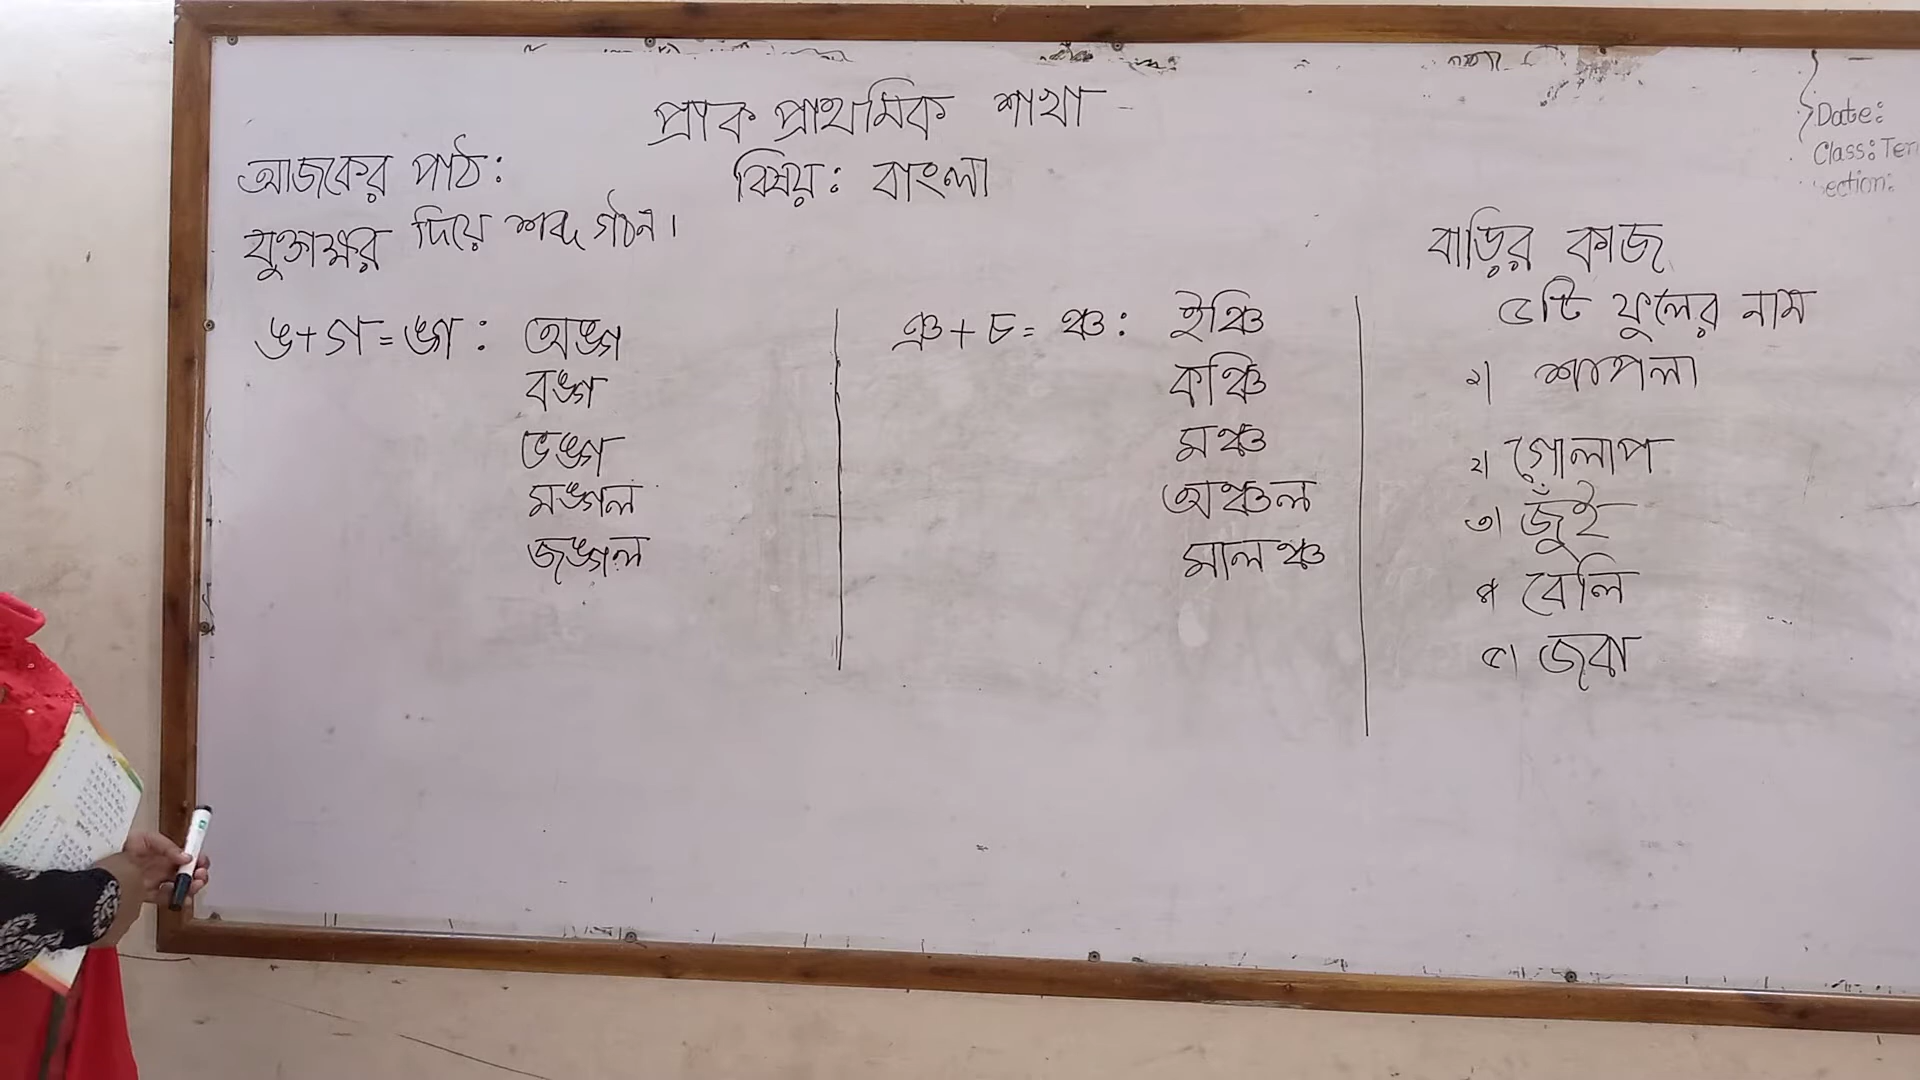 প্রাক প্রাথমিক শাখা
বিষয়: বাংলা
আজকের পাঠ:
যুক্তাক্ষর দিয়ে শব্দ গঠন।
ঙ+গ=ঙ্গ: অঙ্গ
বঙ্গ
ভঙ্গ
মঙ্গল
জঙ্গল
ঞ+চ=ঞ্চ: ইঞ্চি
কঞ্চি
মঞ্চ
অঞ্চল
মালঞ্চ
বাড়ির কাজ
৫টি ফুলের নাম
১। শাপলা
২। গোলাপ
৩। জুঁই
৪। বেলি
৫। জবা
Date:
Class: Ten